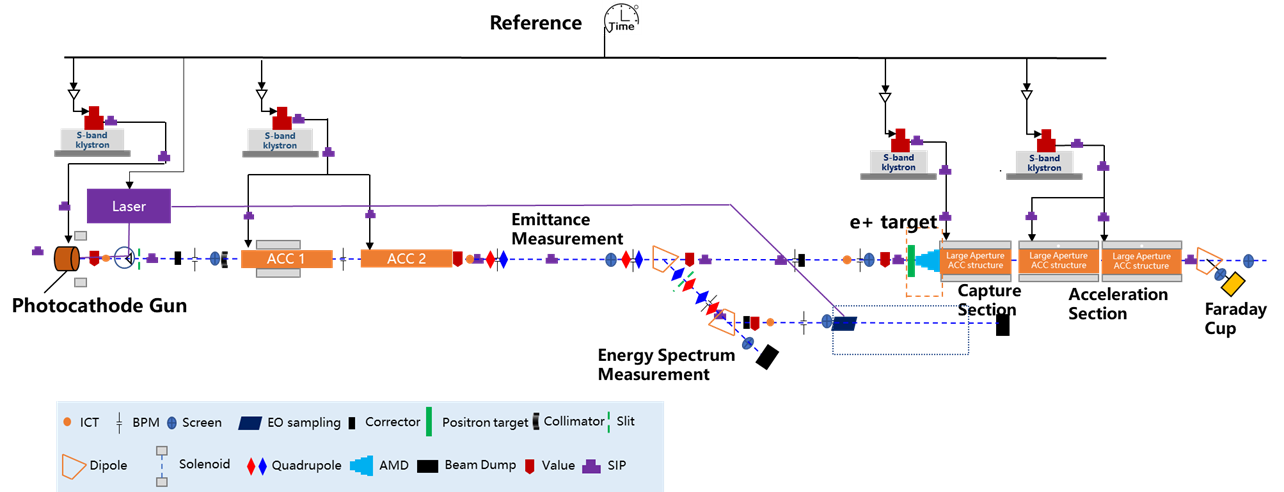 Reference
Time
S-band
klystron
S-band
klystron
S-band
klystron
S-band
klystron
Laser
Emittance
Measurement
e+ target
ACC 1
ACC 2
Large Aperture
ACC structure
Large Aperture
ACC structure
Large Aperture
ACC structure
Photocathode Gun
Capture
Section
Acceleration
Section
Faraday
Cup
Energy Spectrum
Measurement
ICT
BPM
Screen
EO sampling
Corrector
Positron target
Collimator
Slit
Dipole
Solenoid
Quadrupole
AMD
Beam Dump
Value
SIP